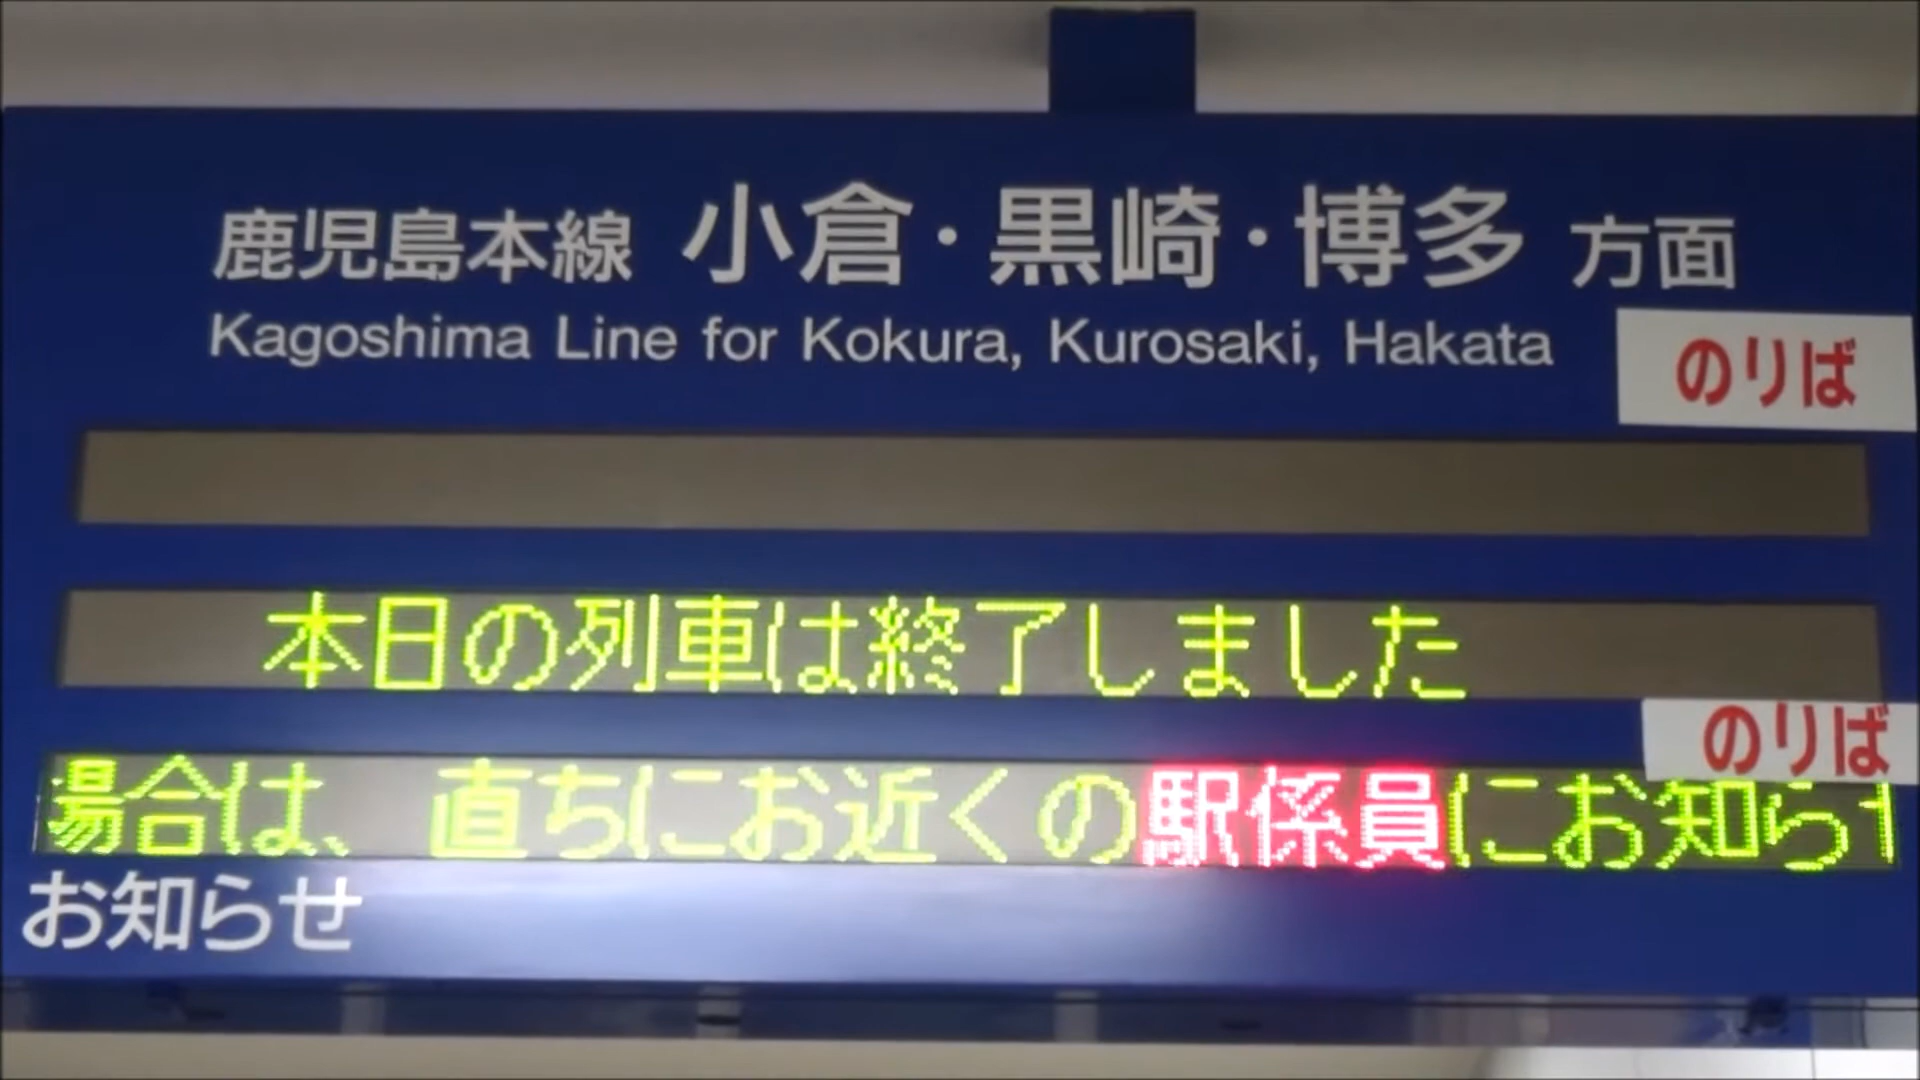 鹿児島本線 小倉・黒崎・博多 方面
Kagoshima Line for Kokura, Kurosaki, Hakata
のりば
本日の列車は終了しました
のりば
場合は、直ちにお近くの駅係員にお知ら
お知らせ